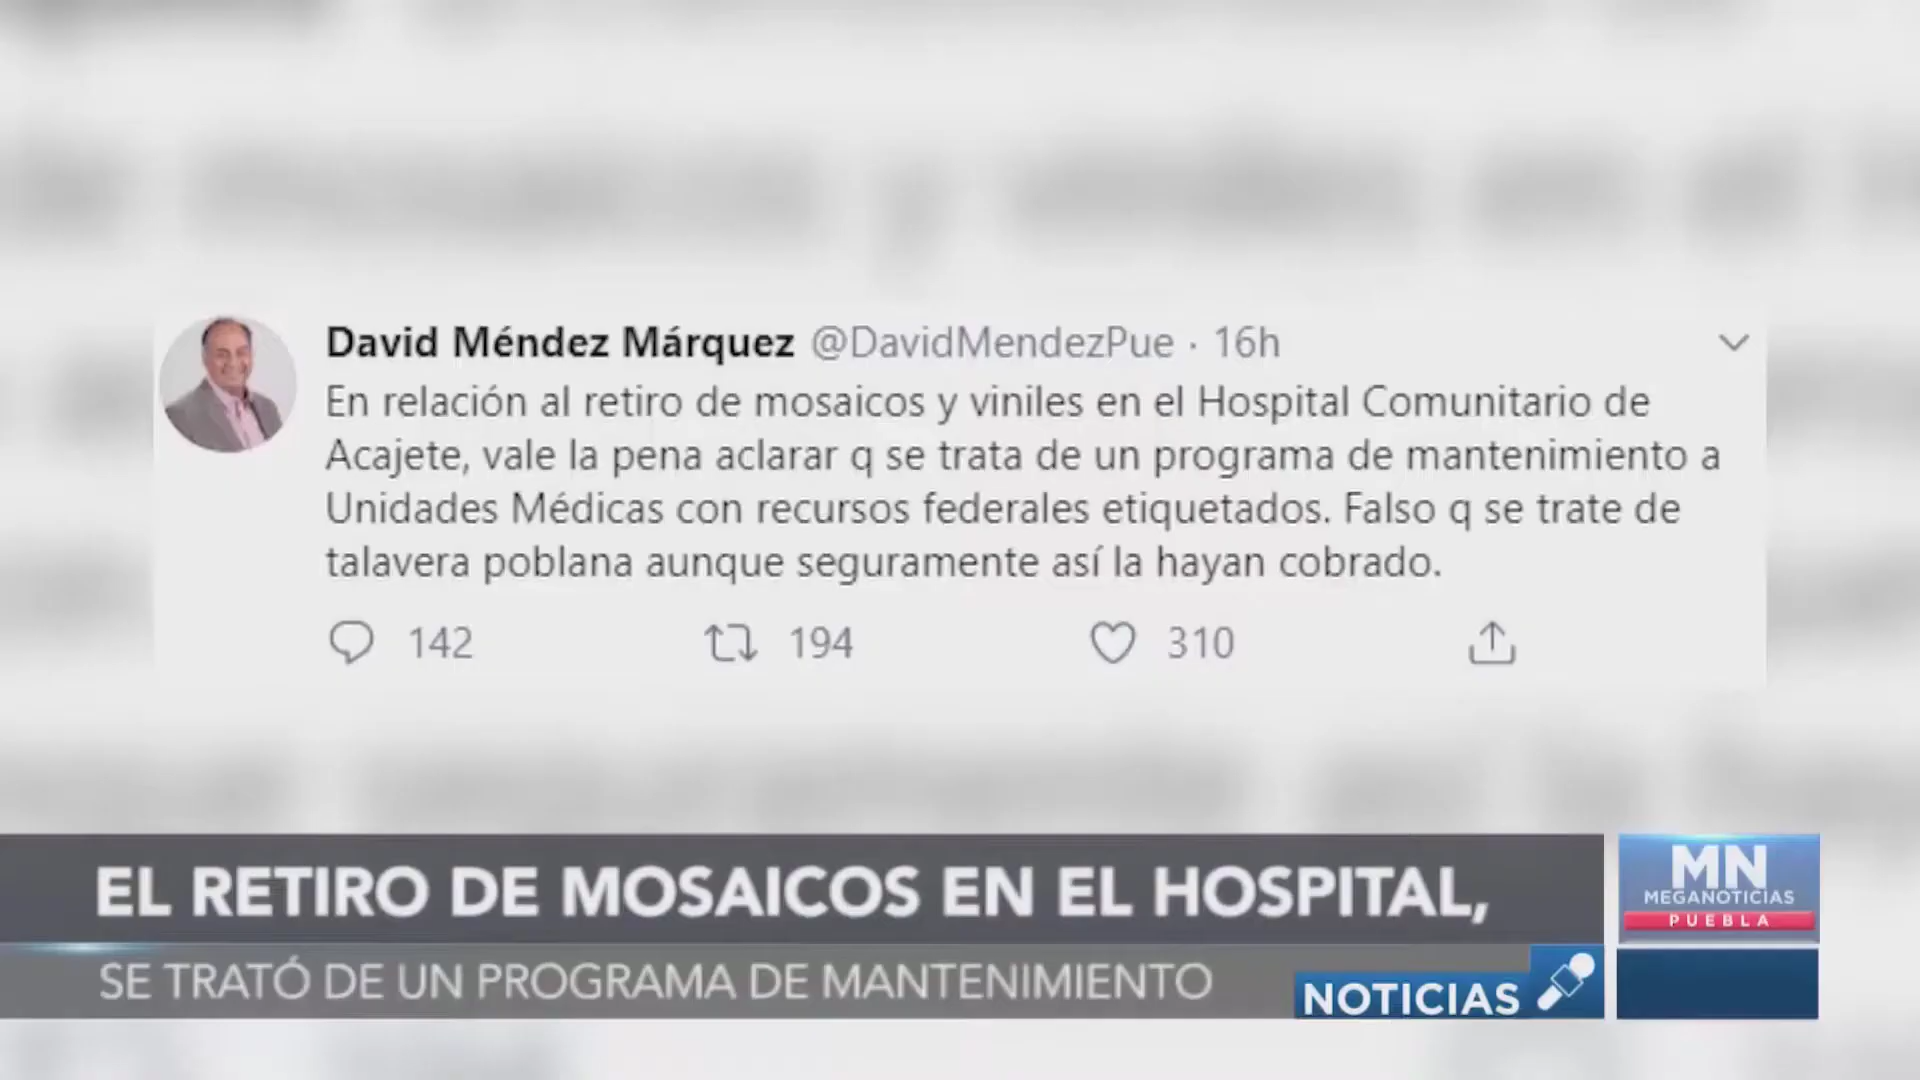 David Méndez Márquez @DavidMendezPue · 16h
En relación al retiro de mosaicos y viniles en el Hospital Comunitario de
Acajete, vale la pena aclarar q se trata de un programa de mantenimiento a
Unidades Médicas con recursos federales etiquetados. Falso q se trate de
talavera poblana aunque seguramente así la hayan cobrado.
142 194 310
EL RETIRO DE MOSAICOS EN EL HOSPITAL,
SE TRATÓ DE UN PROGRAMA DE MANTENIMIENTO
NOTICIAS
MN
MEGANOTICIAS
PUEBLA